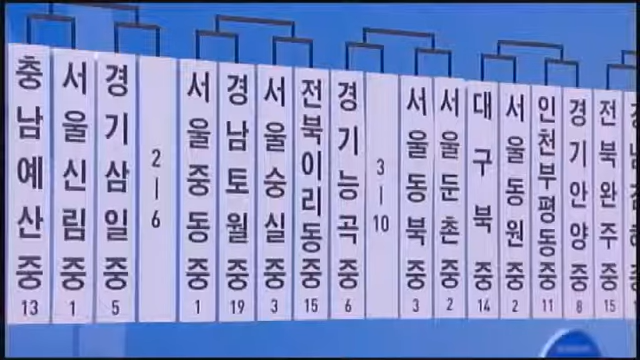 충남예산중 13
서울신림중 1
경기삼일중 5
2-6
서울중동중 1
경남토월중 19
서울숭실중 3
전북이리동중 15
경기능곡중 6
3-10
서울동북중 3
서울둔촌중 2
대구북중 14
서울동원중 2
인천부평동중 11
경기안양중 8
전북완주중 15